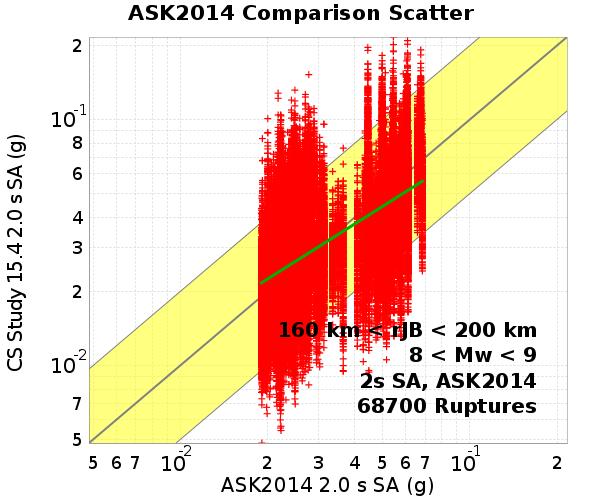 ASK2014 Comparison Scatter
CS Study 15.4 2.0 s SA (g)
2
10-1
8
6
4
3
2
10-2
7
5
160 km < rJB < 200 km
8 < Mw < 9
2s SA, ASK2014
68700 Ruptures
5 6 7 10-2 2 3 4 5 6 7 10-1 2
ASK2014 2.0 s SA (g)